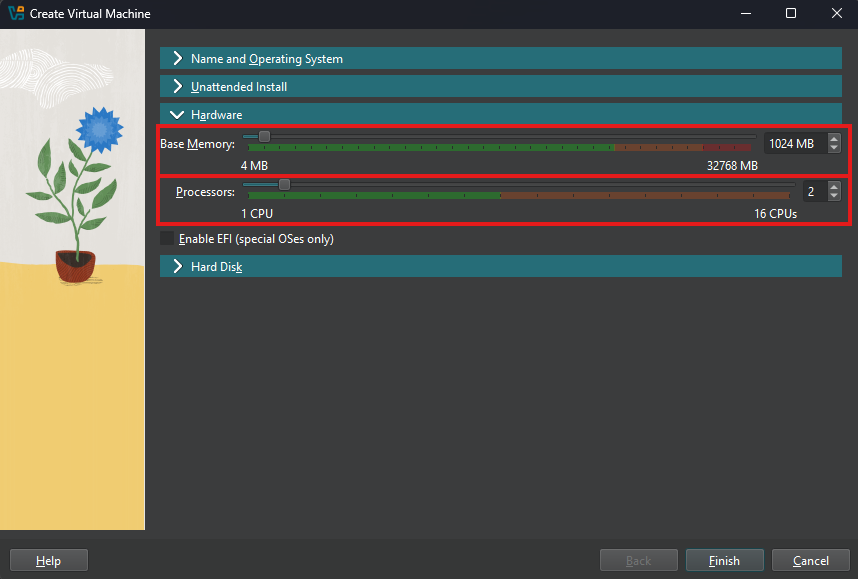 Create Virtual Machine
Name and Operating System
Unattended Install
Hardware
Base Memory: 1024 MB
4 MB 32768 MB
Processors: 2
1 CPU 16 CPUs
Enable EFI (special OSes only)
Hard Disk
Help Back Finish Cancel